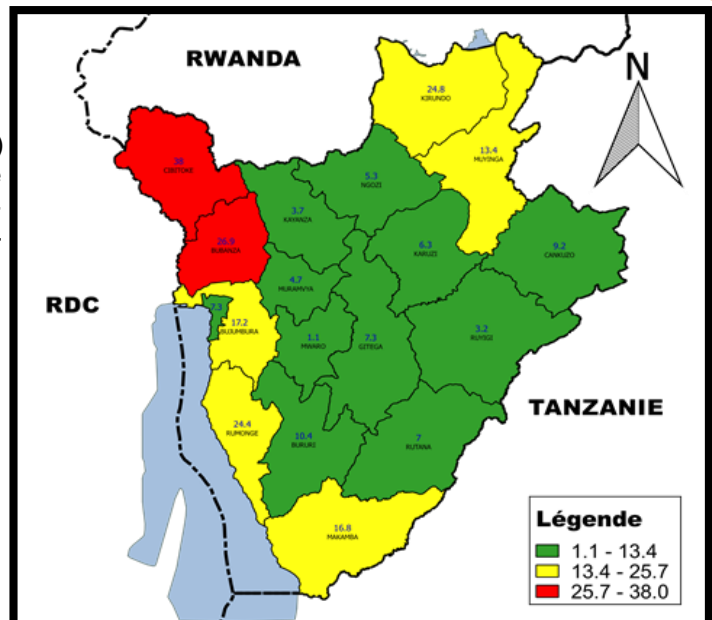 RWANDA
N
24.8
KIRUNDO
13.4
MUYINGA
38
CIBITOKE
5.3
NGOZI
3.7
KAYANZA
26.9
BUBANZA
6.3
KARUZI
9.2
CANKUZO
4.7
MURAMVYA
RDC
7.3
17.2
BUJUMBURA
1.1
MWARO
7.3
GITEGA
3.2
RUYIGI
TANZANIE
24.4
RUMONGE
10.4
BURURI
7
RUTANA
16.8
MAKAMBA
Légende
1.1 - 13.4
13.4 - 25.7
25.7 - 38.0